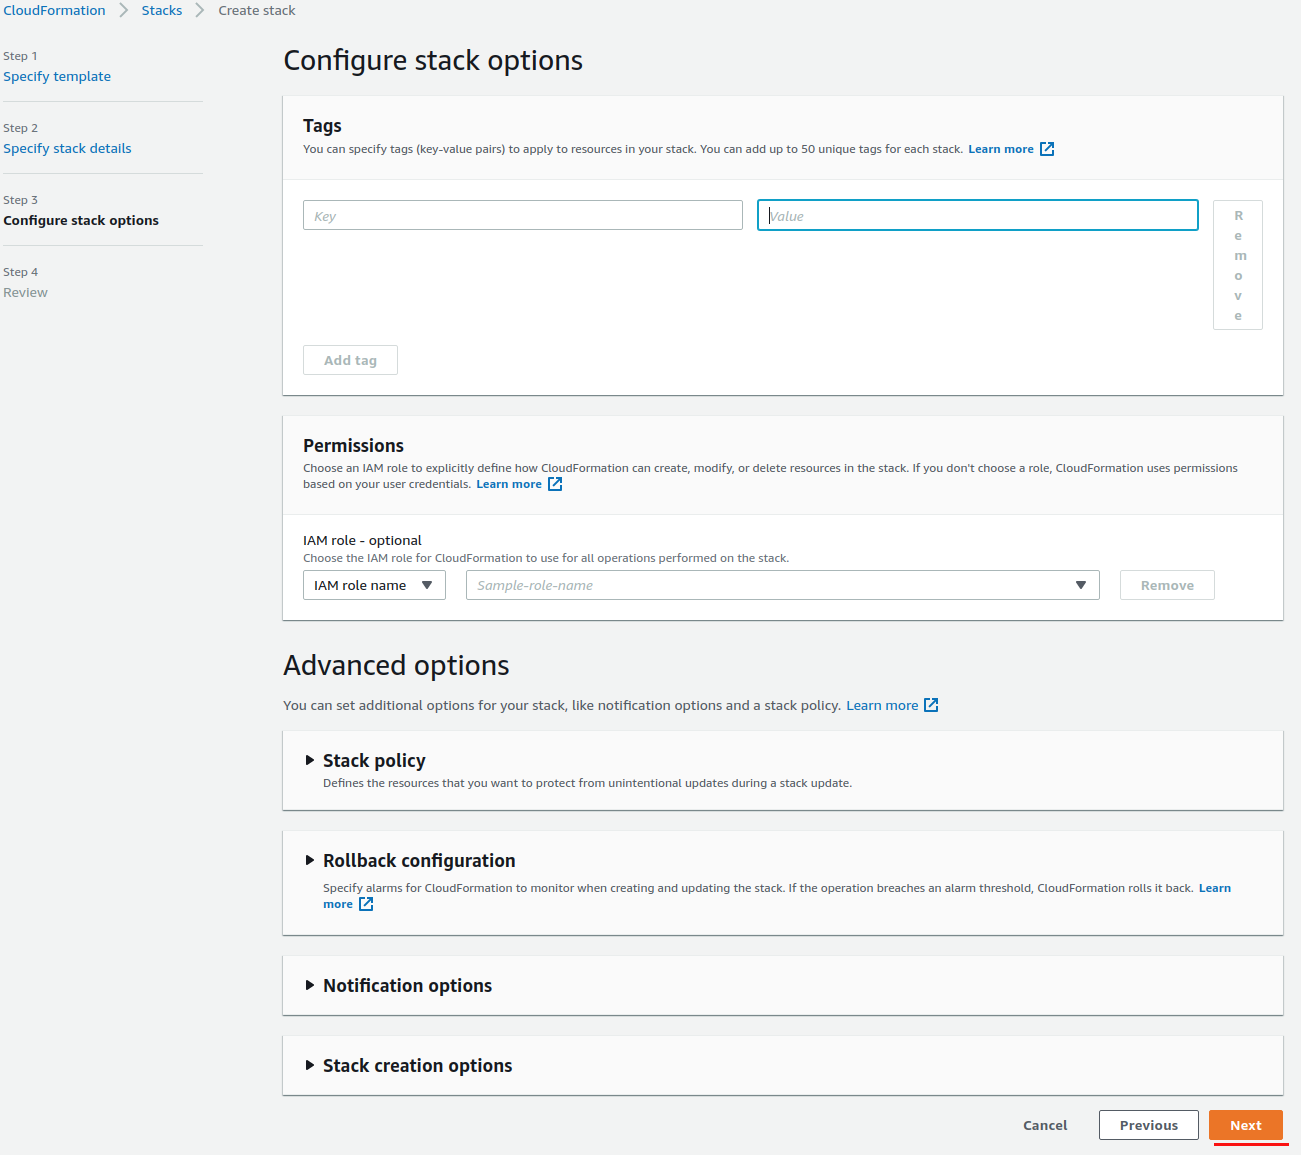 CloudFormation Stacks Create stack
Step 1
Specify template
Step 2
Specify stack details
Step 3
Configure stack options
Step 4
Review
Configure stack options
Tags
You can specify tags (key-value pairs) to apply to resources in your stack. You can add up to 50 unique tags for each stack. Learn more
Key
Value
R
e
m
o
v
e
Add tag
Permissions
Choose an IAM role to explicitly define how CloudFormation can create, modify, or delete resources in the stack. If you don't choose a role, CloudFormation uses permissions
based on your user credentials. Learn more
IAM role - optional
Choose the IAM role for CloudFormation to use for all operations performed on the stack.
IAM role name
Sample-role-name
Remove
Advanced options
You can set additional options for your stack, like notification options and a stack policy. Learn more
Stack policy
Defines the resources that you want to protect from unintentional updates during a stack update.
Rollback configuration
Specify alarms for CloudFormation to monitor when creating and updating the stack. If the operation breaches an alarm threshold, CloudFormation rolls it back. Learn
more
Notification options
Stack creation options
Cancel
Previous
Next